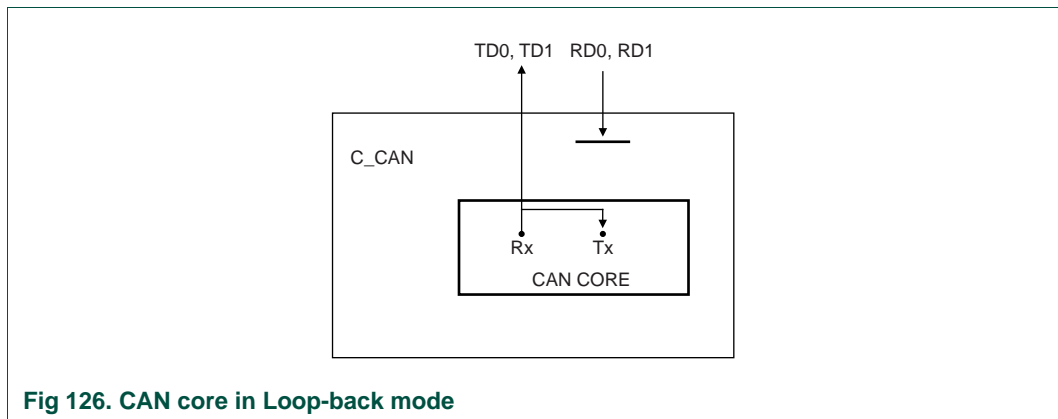 TD0, TD1 RD0, RD1
C_CAN
Rx Tx
CAN CORE
Fig 126. CAN core in Loop-back mode